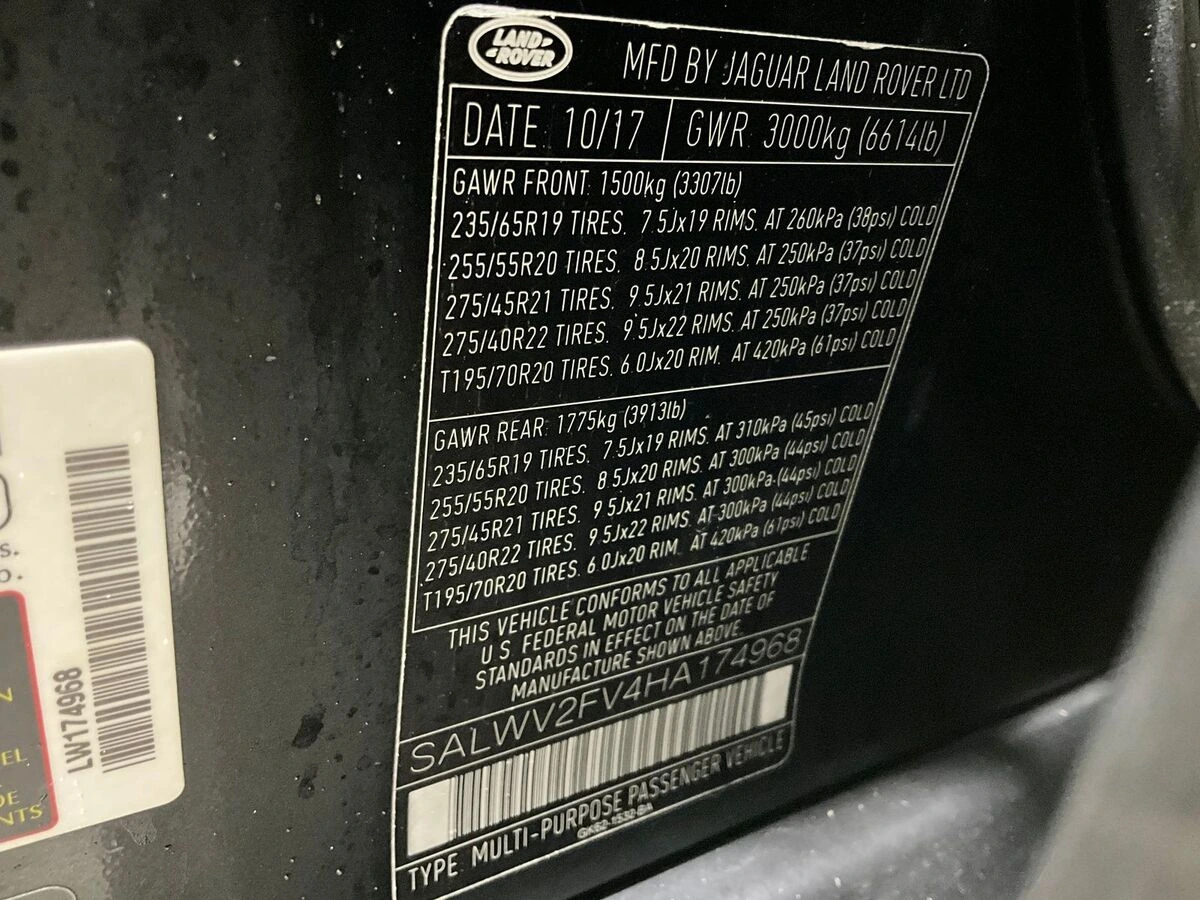 LAND-
-ROVER
MFD BY JAGUAR LAND ROVER LTD
DATE: 10/17 GWR: 3000kg (6614lb)
GAWR FRONT: 1500kg (3307lb)
235/65R19 TIRES. 7.5Jx19 RIMS. AT 260kPa (38psi) COLD
255/55R20 TIRES. 8.5Jx20 RIMS. AT 250kPa (37psi) COLD
275/45R21 TIRES. 9.5Jx21 RIMS. AT 250kPa (37psi) COLD
275/40R22 TIRES. 9.5Jx22 RIMS. AT 250kPa (37psi) COLD
T195/70R20 TIRES. 6.0Jx20 RIM. AT 420kPa (61psi) COLD
GAWR REAR: 1775kg (3913lb)
235/65R19 TIRES. 7.5Jx19 RIMS. AT 310kPa (45psi) COLD
255/55R20 TIRES. 8.5Jx20 RIMS. AT 300kPa (44psi) COLD
275/45R21 TIRES. 9.5Jx21 RIMS. AT 300kPa (44psi) COLD
275/40R22 TIRES. 9.5Jx22 RIMS. AT 300kPa (44psi) COLD
T195/70R20 TIRES. 6.0Jx20 RIM. AT 420kPa (61psi) COLD
THIS VEHICLE CONFORMS TO ALL APPLICABLE
U.S. FEDERAL MOTOR VEHICLE SAFETY
STANDARDS IN EFFECT ON THE DATE OF
MANUFACTURE SHOWN ABOVE.
SALWV2FV4HA174968
TYPE: MULTI-PURPOSE PASSENGER VEHICLE
LW174968